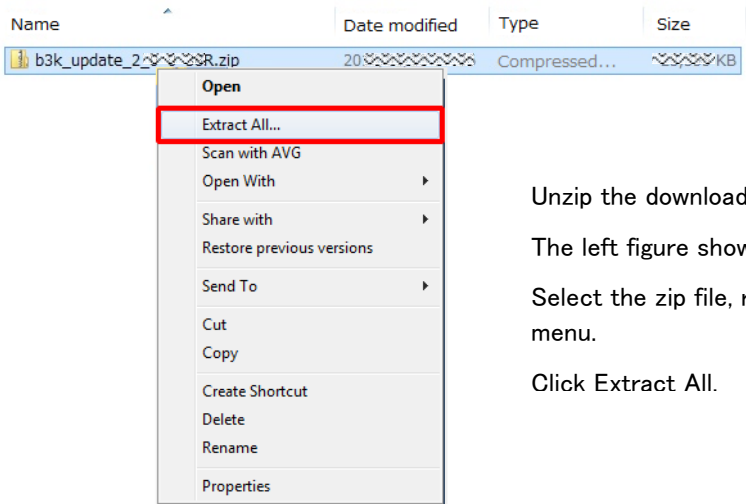 Name Date modified Type Size
b3k_update_2 R.zip 20 Compressed... KB
Open
Extract All...
Scan with AVG
Open With
Share with
Restore previous versions
Send To
Cut
Copy
Create Shortcut
Delete
Rename
Properties
Unzip the download
The left figure show
Select the zip file, r
menu.
Click Extract All.